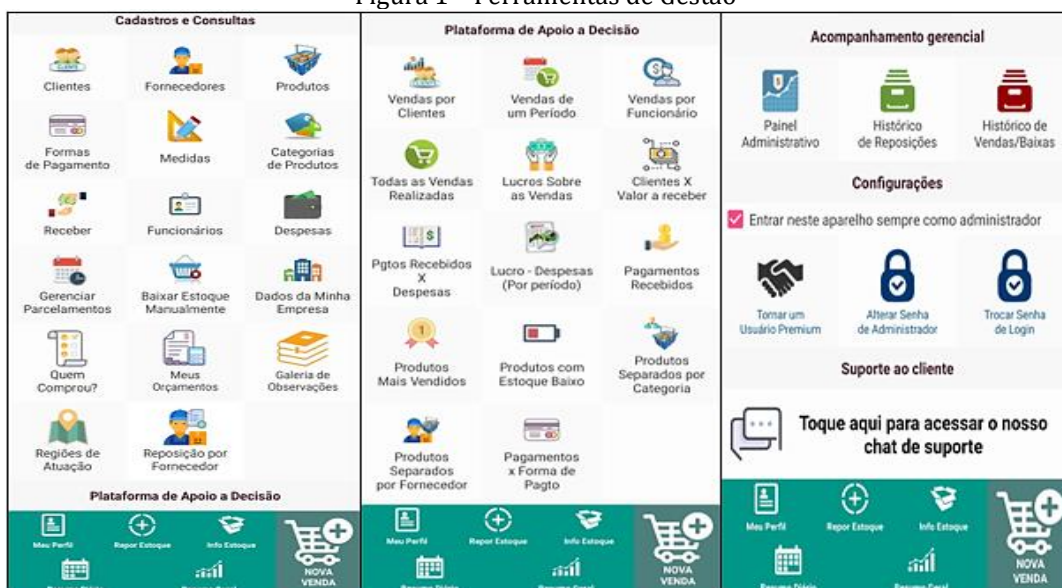 Figura 1 – Ferramentas de Gestão
Cadastros e Consultas
Clientes
Fornecedores
Produtos
Formas
de Pagamento
Medidas
Categorias
de Produtos
Receber
Funcionários
Despesas
Gerenciar
Parcelamentos
Baixar Estoque
Manualmente
Dados da Minha
Empresa
Quem
Comprou?
Meus
Orçamentos
Galeria de
Observações
Regiões de
Atuação
Reposição por
Fornecedor
Plataforma de Apoio a Decisão
Meu Perfil
Repor Estoque
Info Estoque
NOVA
VENDA
Plataforma de Apoio a Decisão
Vendas por
Clientes
Vendas de
um Período
Vendas por
Funcionário
Todas as Vendas
Realizadas
Lucros Sobre
as Vendas
Clientes X
Valor a receber
Pgtos Recebidos
X
Despesas
Lucro - Despesas
(Por período)
Pagamentos
Recebidos
Produtos
Mais Vendidos
Produtos com
Estoque Baixo
Produtos
Separados por
Categoria
Produtos
Separados
por Fornecedor
Pagamentos
x Forma de
Pagto
Meu Perfil
Repor Estoque
Info Estoque
NOVA
VENDA
Acompanhamento gerencial
Painel
Administrativo
Histórico
de Reposições
Histórico de
Vendas/Baixas
Configurações
Entrar neste aparelho sempre como administrador
Tornar um
Usuário Premium
Alterar Senha
de Administrador
Trocar Senha
de Login
Suporte ao cliente
Toque aqui para acessar o nosso
chat de suporte
Meu Perfil
Repor Estoque
Info Estoque
NOVA
VENDA